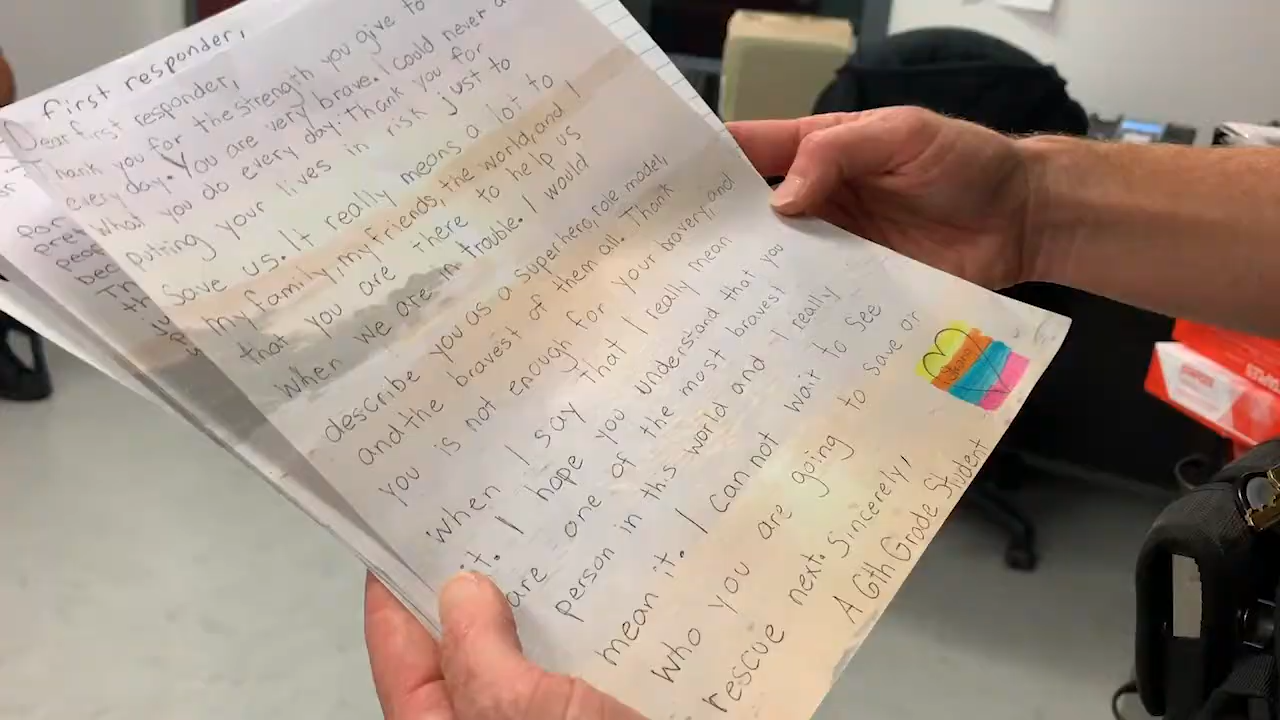 first responder,
Dear first responder,
Thank you for the strength you give to
every day. You are very brave. I could never
what you do every day. Thank you for
putting your lives in risk just to
save us. It really means a lot to
my family, my friends, the world, and I
that you are there to help us
when we are in trouble. I would
describe you as a superhero, role model,
and the bravest of them all. Thank
you is not enough for your bravery, and
when I say that I really mean
it. I hope you understand that you
are one of the most bravest
person in this world and I really
mean it. I can not wait to see
who you are going to save or
rescue next. Sincerely,
A 6th Grade Student